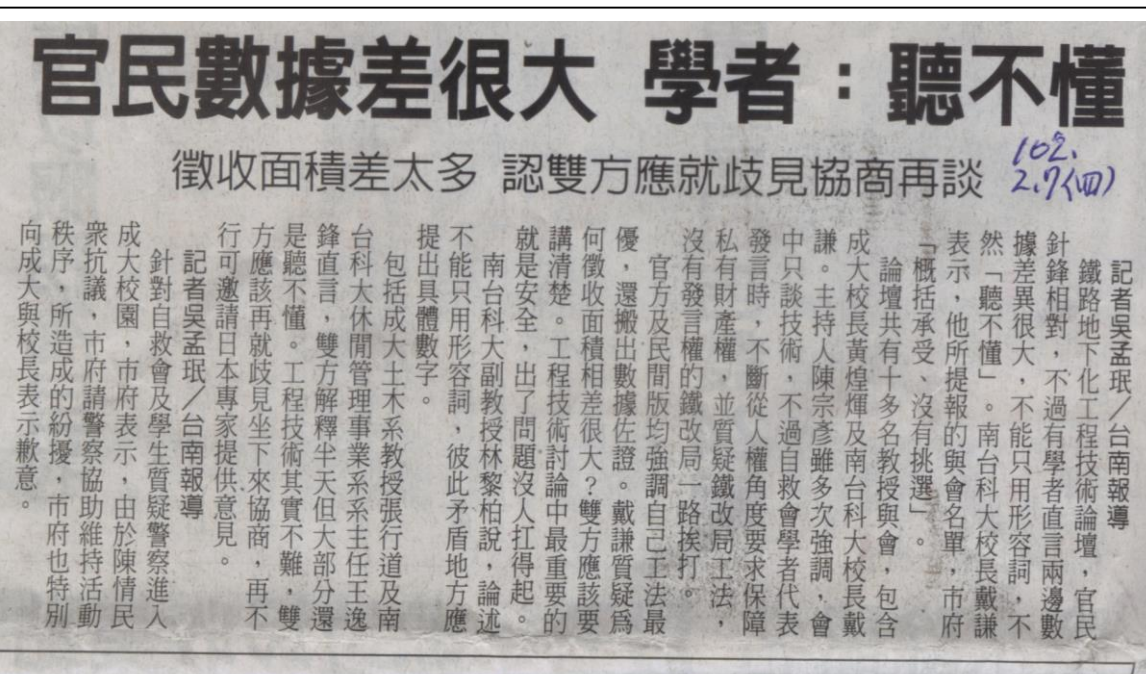 官民數據差很大 學者：聽不懂
徵收面積差太多 認雙方應就歧見協商再談
102.
2.7(四)
記者吳孟珉／台南報導
鐵路地下化工程技術論壇，官民
針鋒相對，不過有學者直言兩邊數
據差異很大，不能只用形容詞，不
然「聽不懂」。南台科大校長戴謙
表示，他所提報的與會名單，市府
「概括承受、沒有挑選」。
論壇共有十多名教授與會，包含
成大校長黃煌煇及南台科大校長戴
謙。主持人陳宗彥雖多次強調，會
中只談技術，不過自救會學者代表
發言時，不斷從人權角度要求保障
私有財產權，並質疑鐵改局工法，
沒有發言權的鐵改局一路挨打。
官方及民間版均強調自己工法最
優，還搬出數據佐證。戴謙質疑為
何徵收面積相差很大？雙方應該要
講清楚。工程技術討論中最重要的
就是安全，出了問題沒人扛得起。
南台科大副教授林黎柏說，論述
不能只用形容詞，彼此矛盾地方應
提出具體數字。
包括成大土木系教授張行道及南
台科大休閒管理事業系系主任王逸
鋒直言，雙方解釋半天但大部分還
是聽不懂。工程技術其實不難，雙
方應該再就歧見坐下來協商，再不
行可邀請日本專家提供意見。
記者吳孟珉／台南報導
針對自救會及學生質疑警察進入
成大校園，市府表示，由於陳情民
眾抗議，市府請警察協助維持活動
秩序，所造成的紛擾，市府也特別
向成大與校長表示歉意。